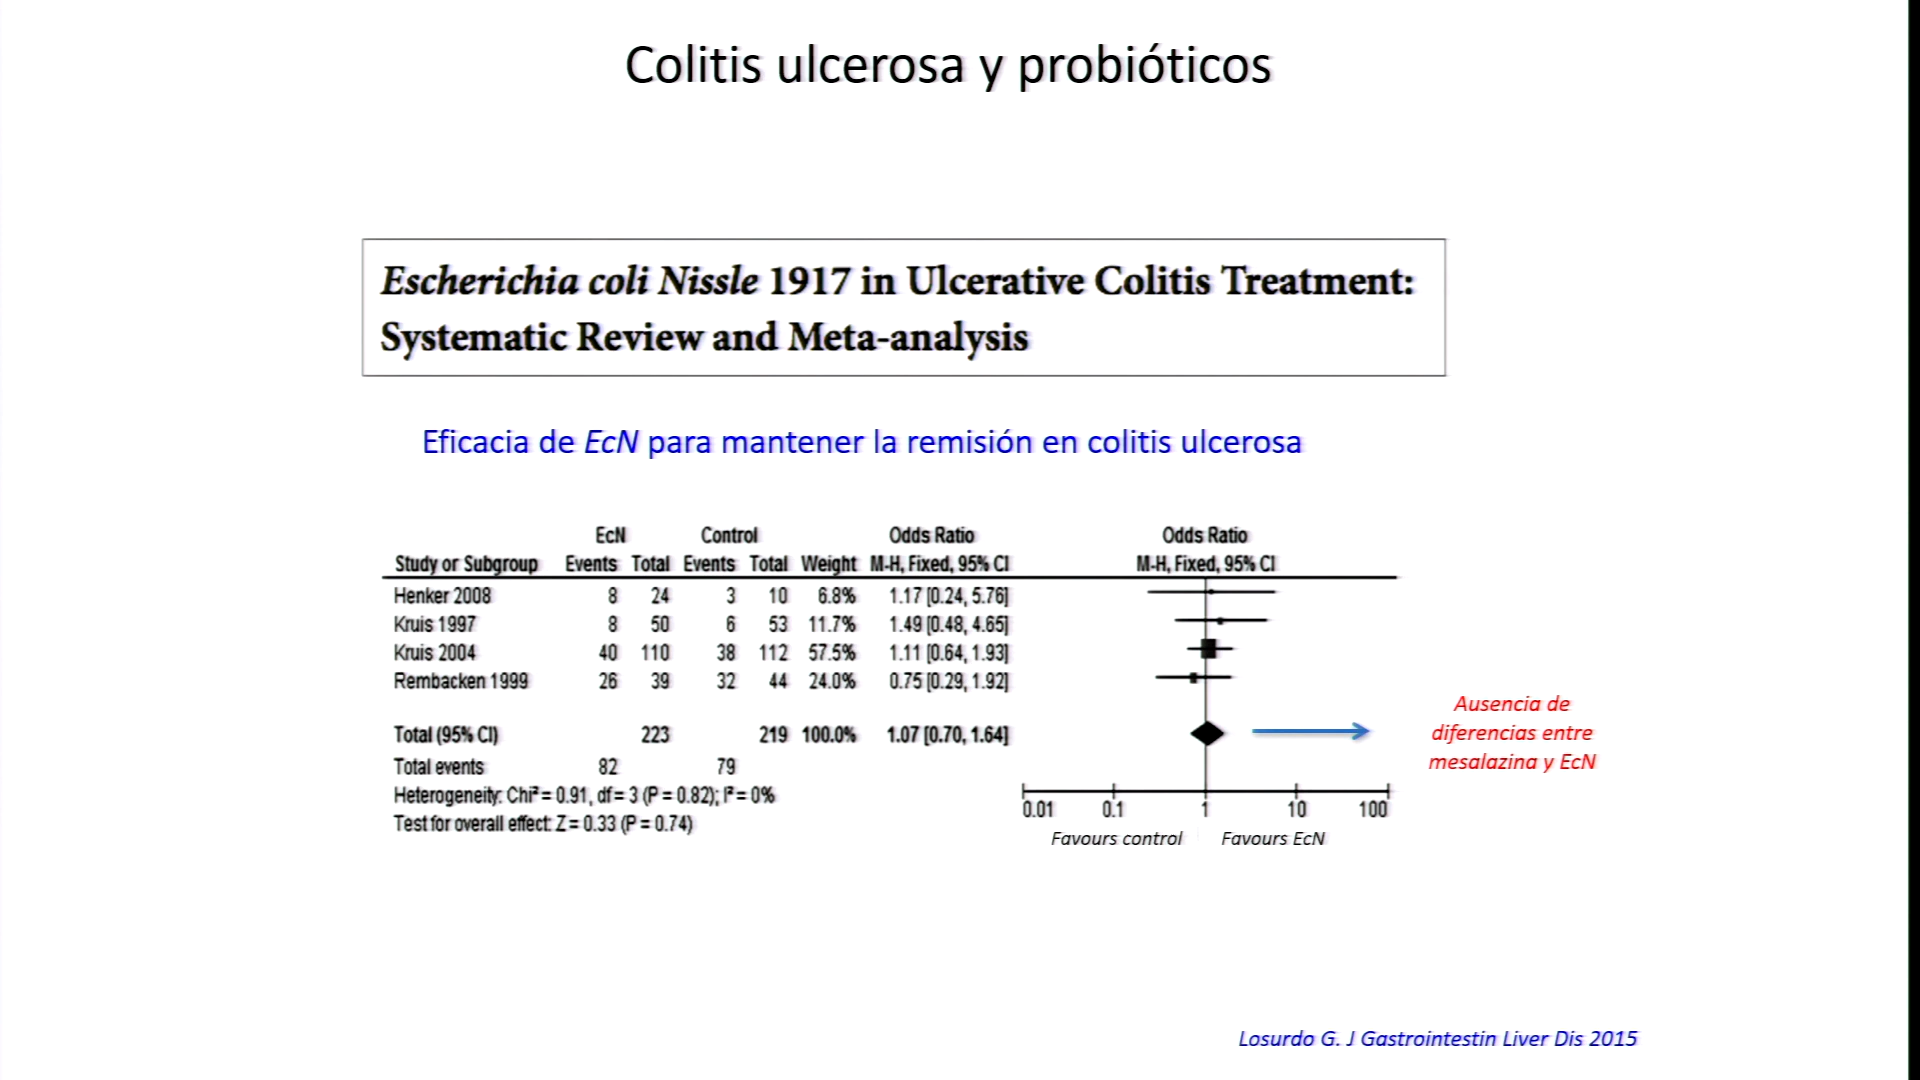 Colitis ulcerosa y probióticos
Escherichia coli Nissle 1917 in Ulcerative Colitis Treatment:
Systematic Review and Meta-analysis
Eficacia de EcN para mantener la remisión en colitis ulcerosa
EcN Control Odds Ratio Odds Ratio
Study or Subgroup Events Total Events Total Weight M-H, Fixed, 95% CI M-H, Fixed, 95% CI
Henker 2008 8 24 3 10 6.8% 1.17 [0.24, 5.76]
Kruis 1997 8 50 6 53 11.7% 1.49 [0.48, 4.65]
Kruis 2004 40 110 38 112 57.5% 1.11 [0.64, 1.93]
Rembacken 1999 26 39 32 44 24.0% 0.75 [0.29, 1.92]
Total (95% CI) 223 219 100.0% 1.07 [0.70, 1.64]
Total events 82 79
Heterogeneity: Chi² = 0.91, df = 3 (P = 0.82); I² = 0%
Test for overall effect: Z = 0.33 (P = 0.74)
0.01 0.1 1 10 100
Favours control Favours EcN
Ausencia de
diferencias entre
mesalazina y EcN
Losurdo G. J Gastrointestin Liver Dis 2015